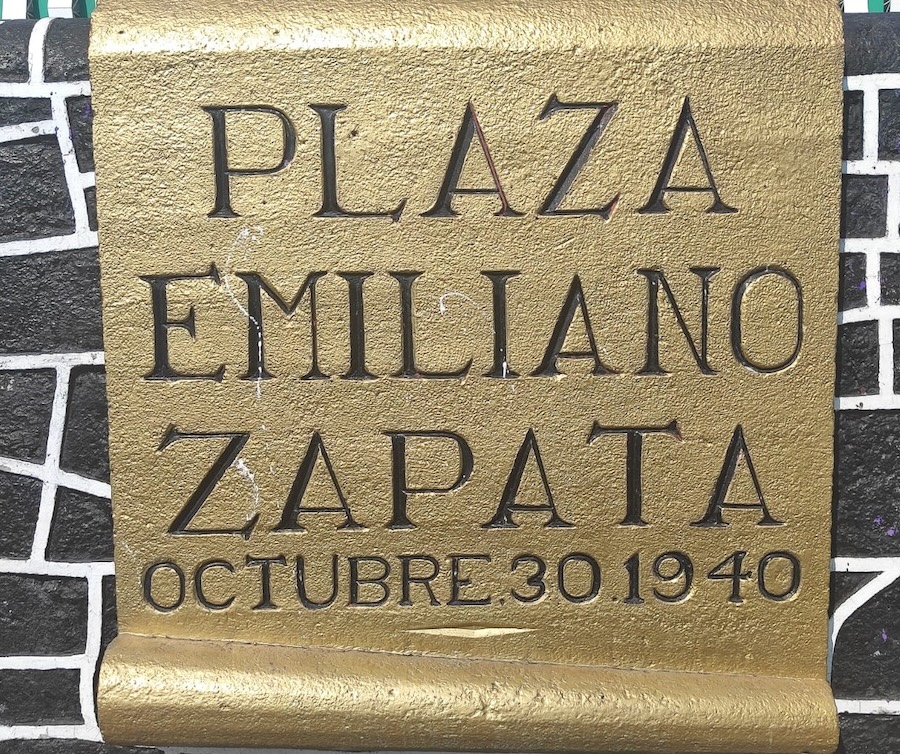 PLAZA
EMILIANO
ZAPATA
OCTUBRE.30.1940